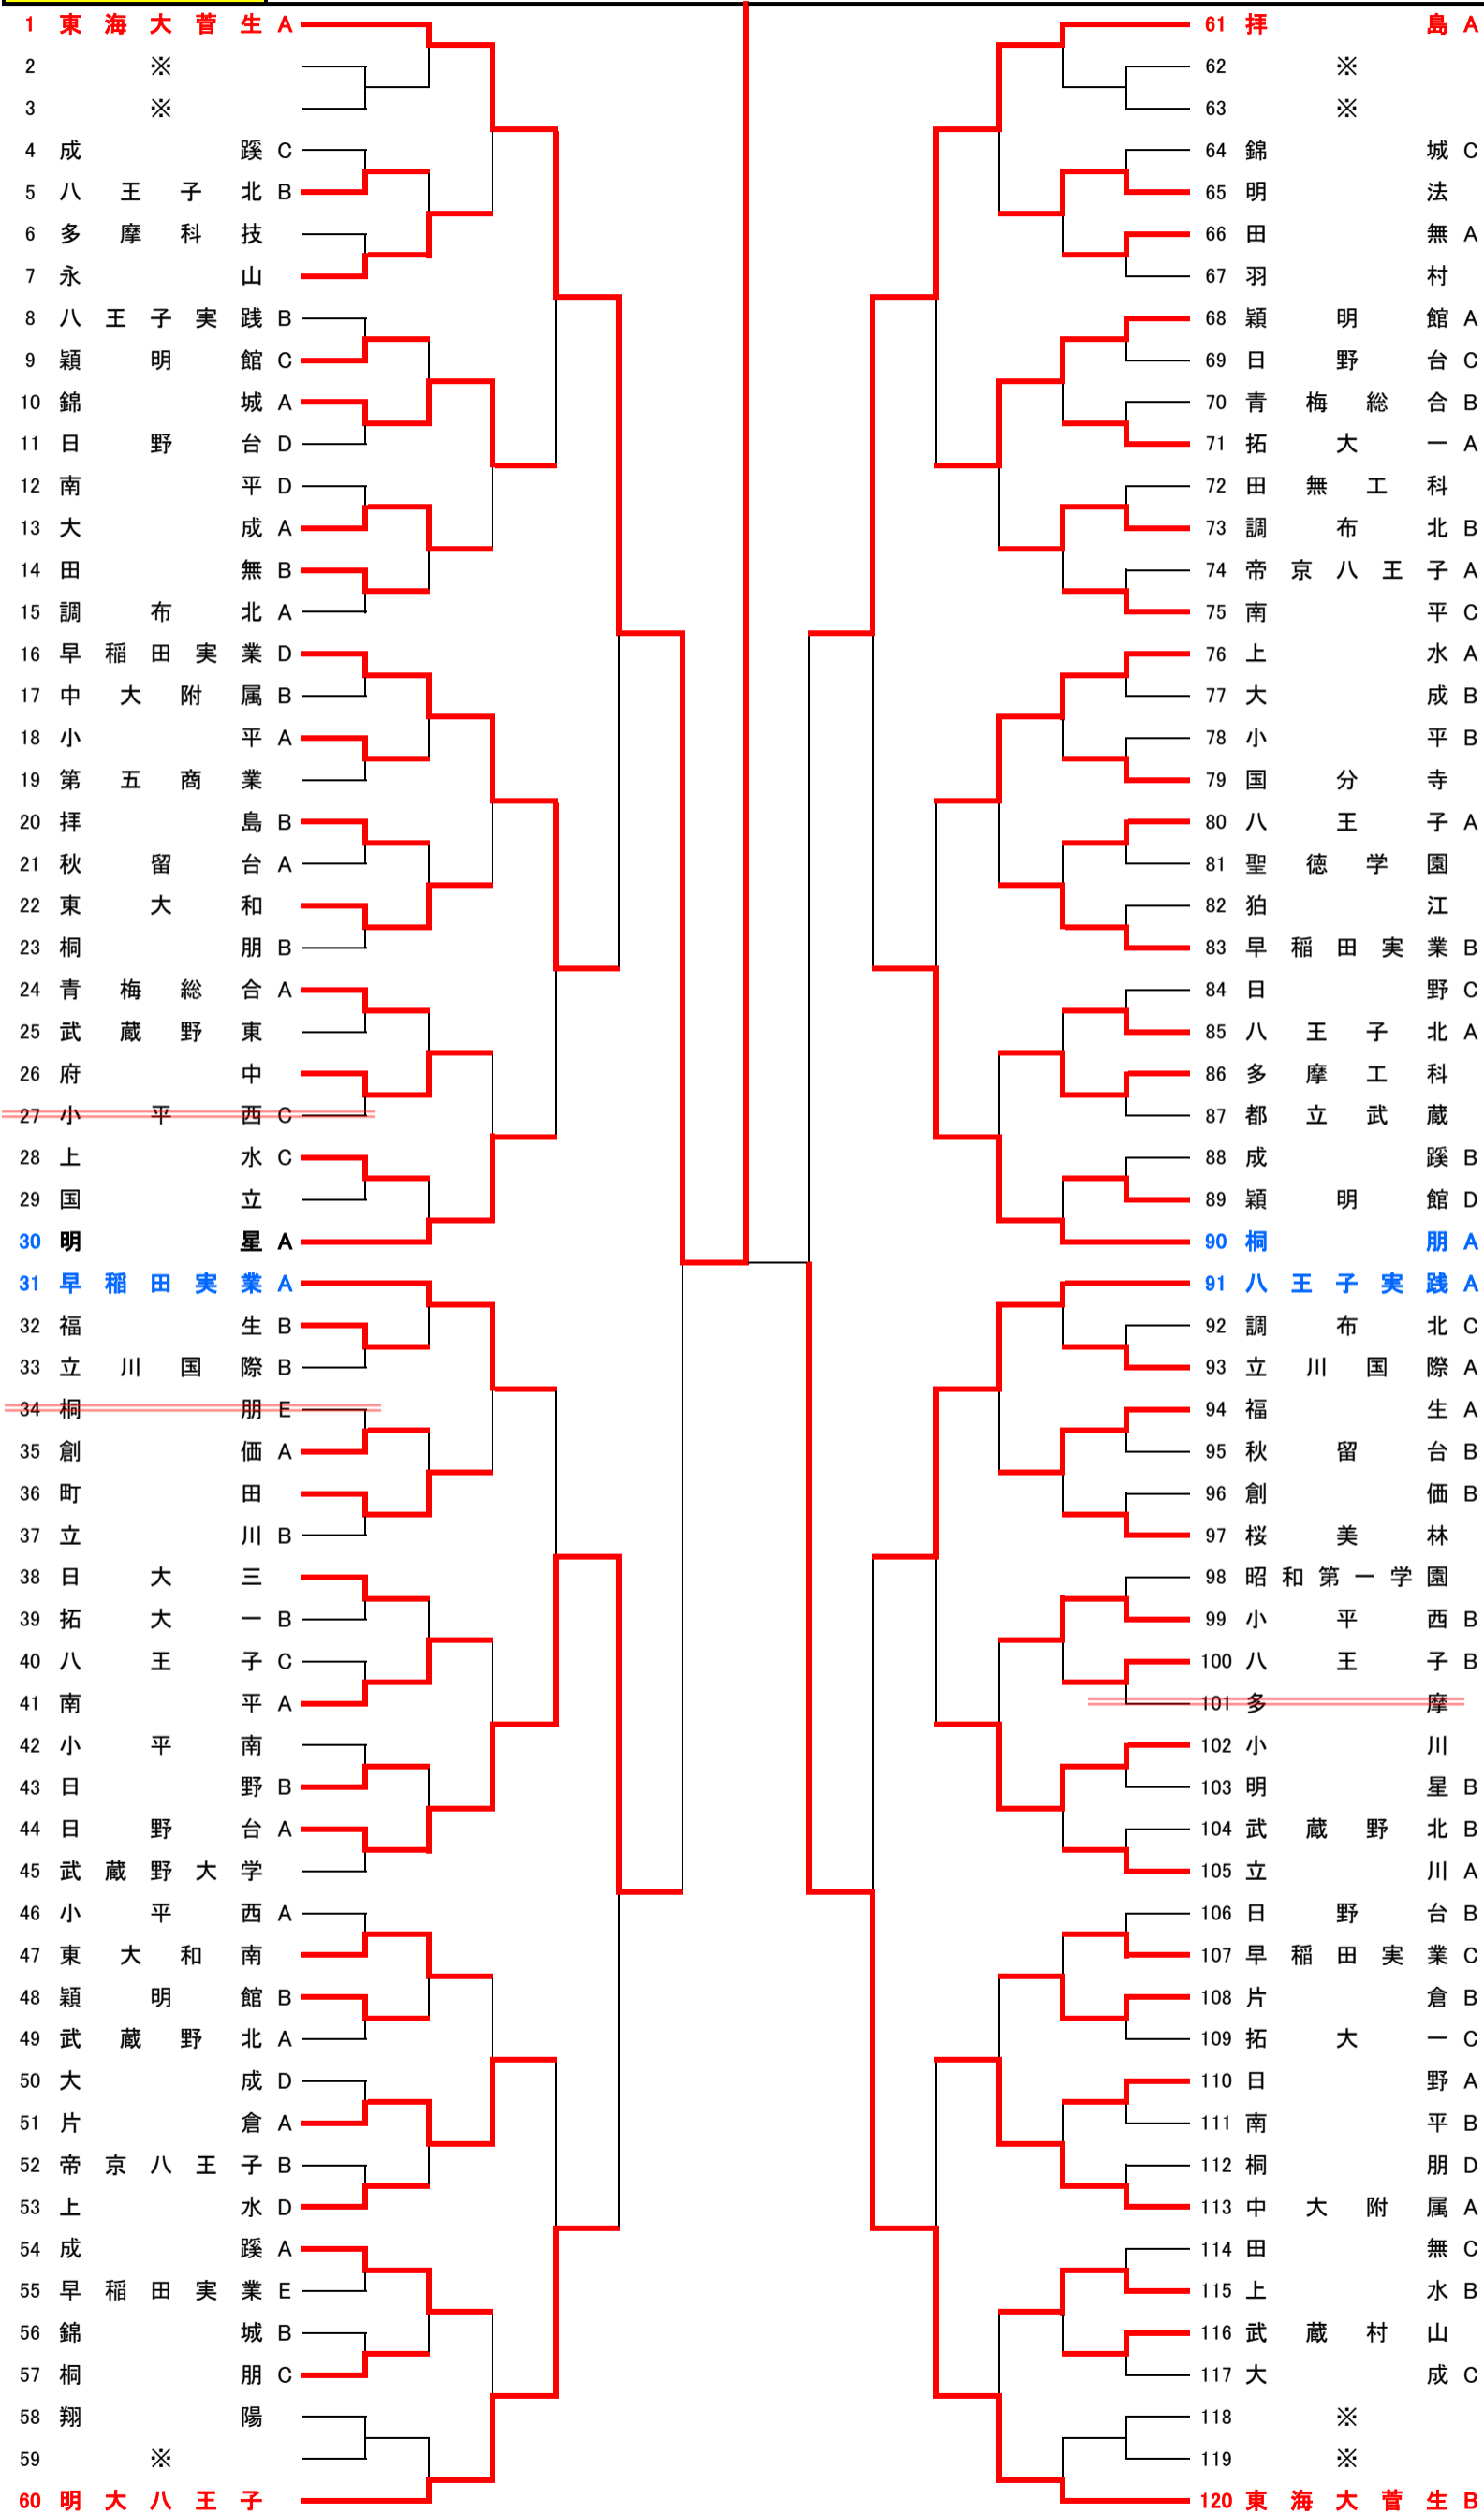 1 東海大菅生 A
2 ※
3 ※
4 成蹊 C
5 八王子北 B
6 多摩科技
7 永山
8 八王子実践 B
9 穎明館 C
10 錦城 A
11 日野台 D
12 南平 D
13 大成 A
14 田無 B
15 調布北 A
16 早稲田実業 D
17 中大附属 B
18 小平 A
19 第五商業
20 拝島 B
21 秋留台 A
22 東大和
23 桐朋 B
24 青梅総合 A
25 武蔵野東
26 府中
27 小平西 C
28 上水 C
29 国立
30 明星 A
31 早稲田実業 A
32 福生 B
33 立川国際 B
34 桐朋 E
35 創価 A
36 町田
37 立川 B
38 日大三
39 拓大一 B
40 八王子 C
41 南平 A
42 小平南
43 日野 B
44 日野台 A
45 武蔵野大学
46 小平西 A
47 東大和南
48 穎明館 B
49 武蔵野北 A
50 大成 D
51 片倉 A
52 帝京八王子 B
53 上水 D
54 成蹊 A
55 早稲田実業 E
56 錦城 B
57 桐朋 C
58 翔陽
59 ※
60 明大八王子
61 拝島 A
62 ※
63 ※
64 錦城 C
65 明法
66 田無 A
67 羽村
68 穎明館 A
69 日野台 C
70 青梅総合 B
71 拓大一 A
72 田無工科
73 調布北 B
74 帝京八王子 A
75 南平 C
76 上水 A
77 大成 B
78 小平 B
79 国分寺
80 八王子 A
81 聖徳学園
82 狛江
83 早稲田実業 B
84 日野 C
85 八王子北 A
86 多摩工科
87 都立武蔵
88 成蹊 B
89 穎明館 D
90 桐朋 A
91 八王子実践 A
92 調布北 C
93 立川国際 A
94 福生 A
95 秋留台 B
96 創価 B
97 桜美林
98 昭和第一学園
99 小平西 B
100 八王子 B
101 多摩
102 小川
103 明星 B
104 武蔵野北 B
105 立川 A
106 日野台 B
107 早稲田実業 C
108 片倉 B
109 拓大一 C
110 日野 A
111 南平 B
112 桐朋 D
113 中大附属 A
114 田無 C
115 上水 B
116 武蔵村山
117 大成 C
118 ※
119 ※
120 東海大菅生 B